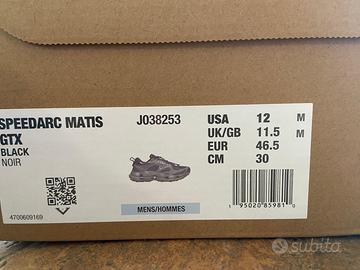 SPEEDARC MATIS
GTX
BLACK
NOIR
J038253
USA 12 M
UK/GB 11.5 M
EUR 46.5
CM 30
4700609169
MENS/HOMMES
1 95020 85981 0
subito